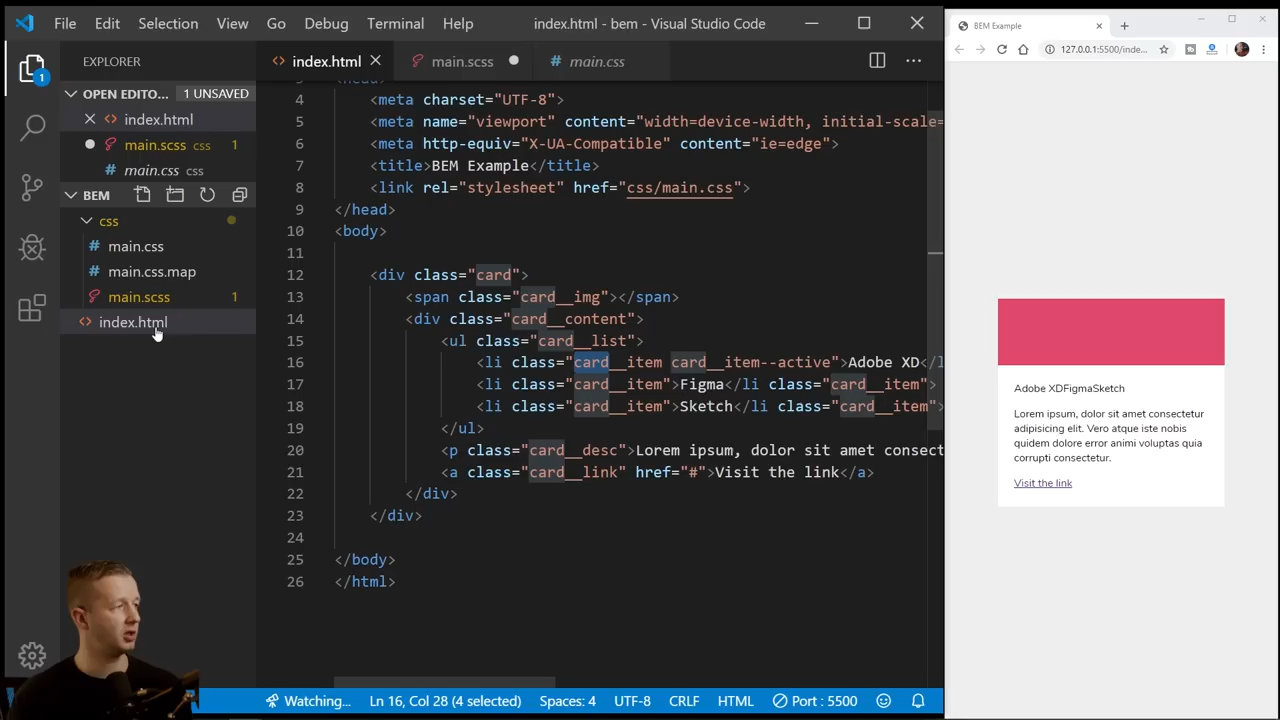 File Edit Selection View Go Debug Terminal Help index.html - bem - Visual Studio Code
EXPLORER
1
OPEN EDITO... 1 UNSAVED
index.html
main.scss css 1
main.css css
BEM
css
main.css
main.css.map
main.scss 1
index.html
index.html main.scss main.css
4 <meta charset="UTF-8">
5 <meta name="viewport" content="width=device-width, initial-scale=
6 <meta http-equiv="X-UA-Compatible" content="ie=edge">
7 <title>BEM Example</title>
8 <link rel="stylesheet" href="css/main.css">
9 </head>
10 <body>
11
12 <div class="card">
13 <span class="card__img"></span>
14 <div class="card__content">
15 <ul class="card__list">
16 <li class="card__item card__item--active">Adobe XD</l
17 <li class="card__item">Figma</li class="card__item">
18 <li class="card__item">Sketch</li class="card__item">
19 </ul>
20 <p class="card__desc">Lorem ipsum, dolor sit amet consect
21 <a class="card__link" href="#">Visit the link</a>
22 </div>
23 </div>
24
25 </body>
26 </html>
Watching... Ln 16, Col 28 (4 selected) Spaces: 4 UTF-8 CRLF HTML Port : 5500
BEM Example
127.0.0.1:5500/inde...
Adobe XDFigmaSketch
Lorem ipsum, dolor sit amet consectetur
adipisicing elit. Vero atque iste nobis
quidem dolore error animi voluptas quia
corrupti consectetur.
Visit the link